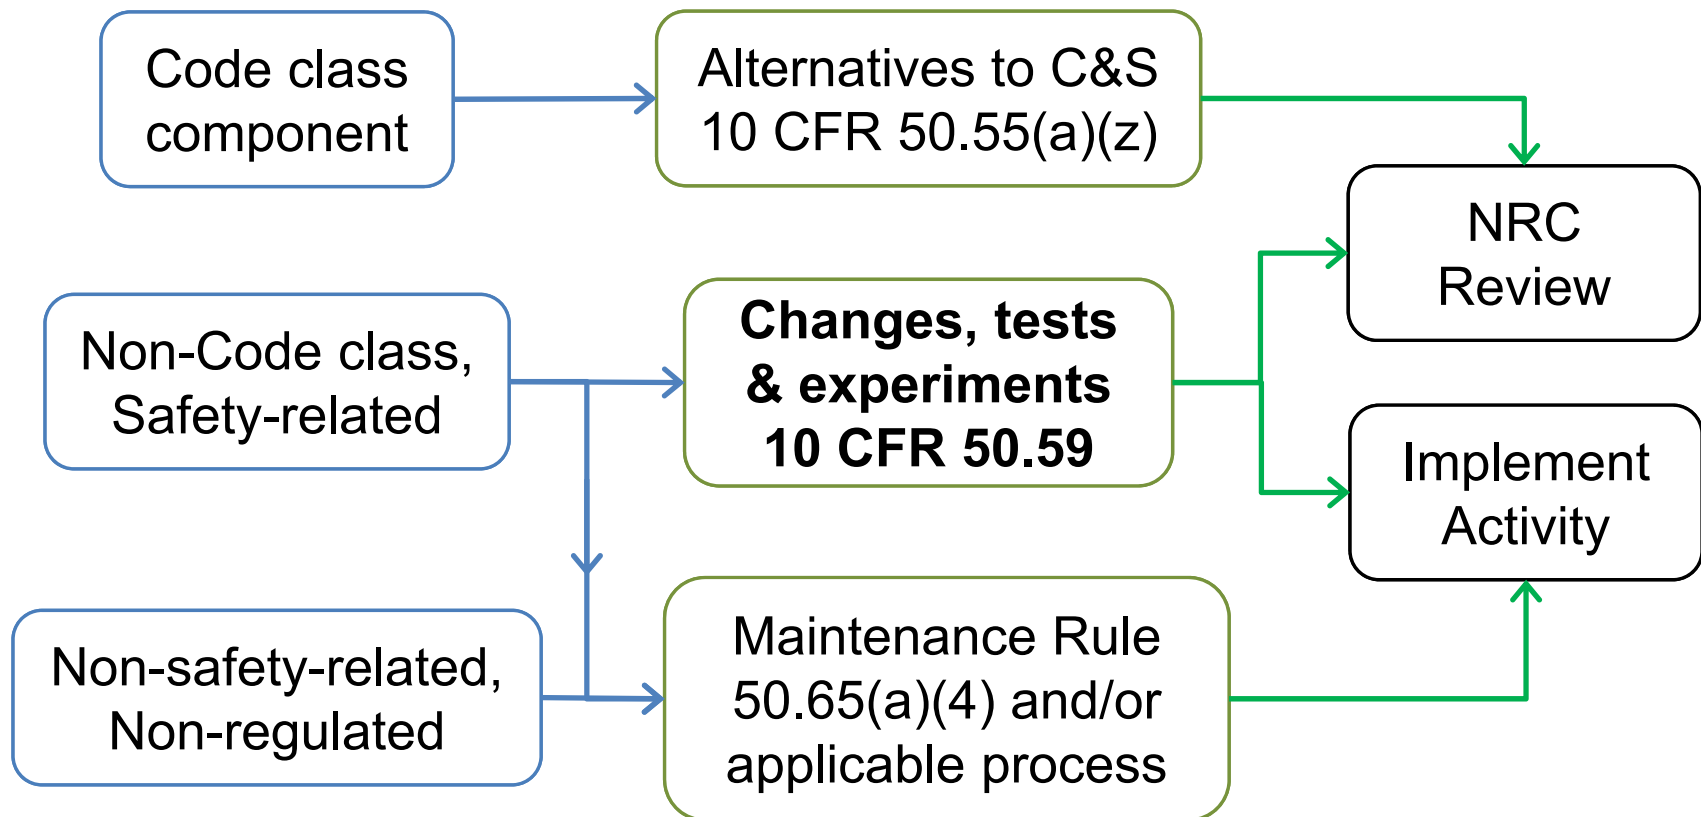 Code class
component
Alternatives to C&S
10 CFR 50.55(a)(z)
NRC
Review
Non-Code class,
Safety-related
Changes, tests
& experiments
10 CFR 50.59
Implement
Activity
Non-safety-related,
Non-regulated
Maintenance Rule
50.65(a)(4) and/or
applicable process